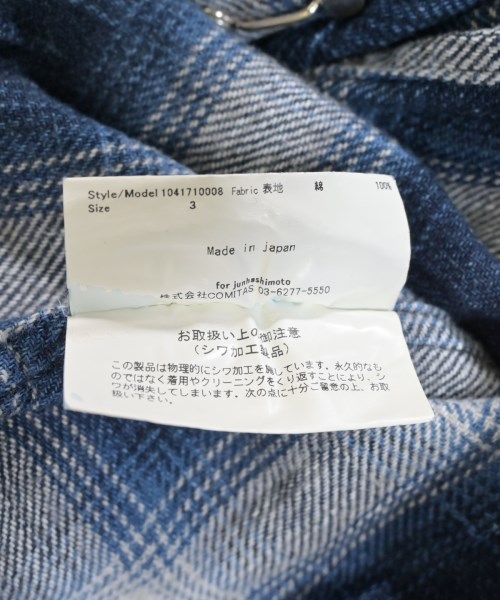 Style/Model 1041710008 Fabric 表地 綿 100%
Size 3
Made in japan
for junhashimoto
株式会社COMITAS 03-6277-5550
お取扱い上の御注意
(シワ加工製品)
この製品は物理的にシワ加工を施しています。永久的なも
のではなく着用やクリーニングをくり返すことにより、シ
ワが消失してしまいます。次の点に十分ご留意の上、お取
扱い下さい。